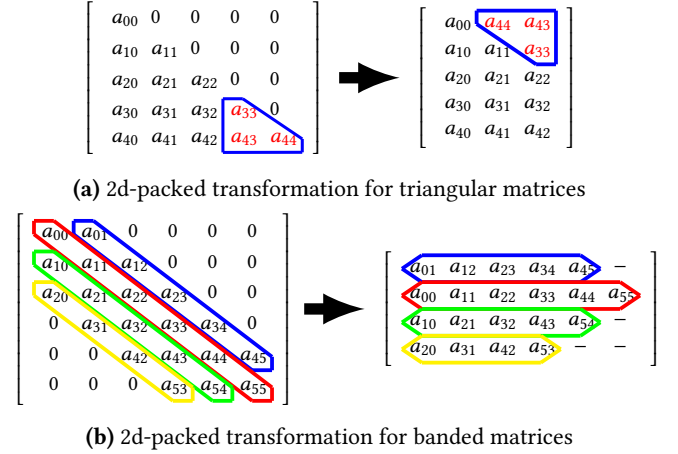 a₀₀ 0 0 0 0
a₁₀ a₁₁ 0 0 0
a₂₀ a₂₁ a₂₂ 0 0
a₃₀ a₃₁ a₃₂ a₃₃ 0
a₄₀ a₄₁ a₄₂ a₄₃ a₄₄
a₀₀ a₄₄ a₄₃
a₁₀ a₁₁ a₃₃
a₂₀ a₂₁ a₂₂
a₃₀ a₃₁ a₃₂
a₄₀ a₄₁ a₄₂
(a) 2d-packed transformation for triangular matrices
a₀₀ a₀₁ 0 0 0 0
a₁₀ a₁₁ a₁₂ 0 0 0
a₂₀ a₂₁ a₂₂ a₂₃ 0 0
0 a₃₁ a₃₂ a₃₃ a₃₄ 0
0 0 a₄₂ a₄₃ a₄₄ a₄₅
0 0 0 a₅₃ a₅₄ a₅₅
a₀₁ a₁₂ a₂₃ a₃₄ a₄₅ –
a₀₀ a₁₁ a₂₂ a₃₃ a₄₄ a₅₅
a₁₀ a₂₁ a₃₂ a₄₃ a₅₄ –
a₂₀ a₃₁ a₄₂ a₅₃ – –
(b) 2d-packed transformation for banded matrices